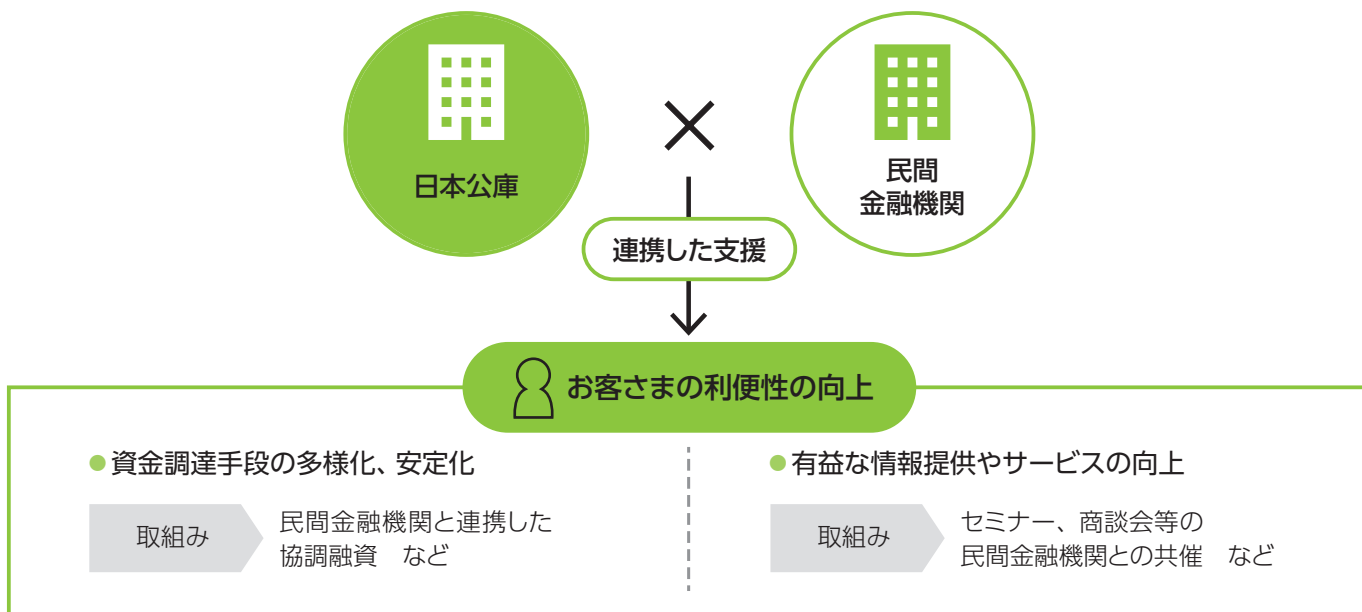 日本公庫
民間
金融機関
連携した支援
お客さまの利便性の向上
●資金調達手段の多様化、安定化
取組み
民間金融機関と連携した
協調融資　など
●有益な情報提供やサービスの向上
取組み
セミナー、商談会等の
民間金融機関との共催　など